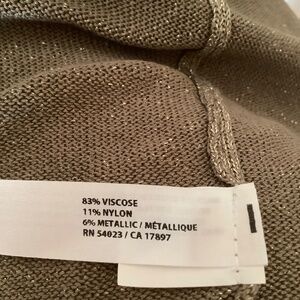 83% VISCOSE
11% NYLON
6% METALLIC / MÉTALLIQUE
RN 54023 / CA 17897